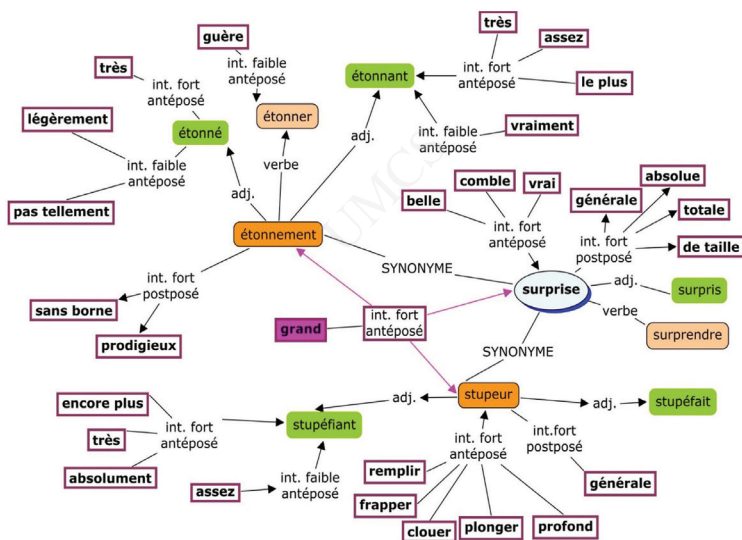 guère
très
assez
très
int. faible
antéposé
int. fort
antéposé
étonnant
int. fort
antéposé
le plus
légèrement
étonné
étonner
int. faible
antéposé
vraiment
int. faible
antéposé
adj.
verbe
adj.
pas tellement
étonnement
belle
comble
vrai
int. fort
antéposé
absolue
générale
totale
int. fort
postposé
de taille
SYNONYME
UMCS
int. fort
postposé
sans borne
prodigieux
surprise
adj.
surpris
verbe
surprendre
grand
int. fort
antéposé
SYNONYME
encore plus
int. fort
antéposé
très
absolument
stupéfiant
adj.
stupeur
adj.
stupéfait
assez
int. faible
antéposé
int. fort
antéposé
int.fort
postposé
remplir
frapper
clouer
plonger
profond
générale